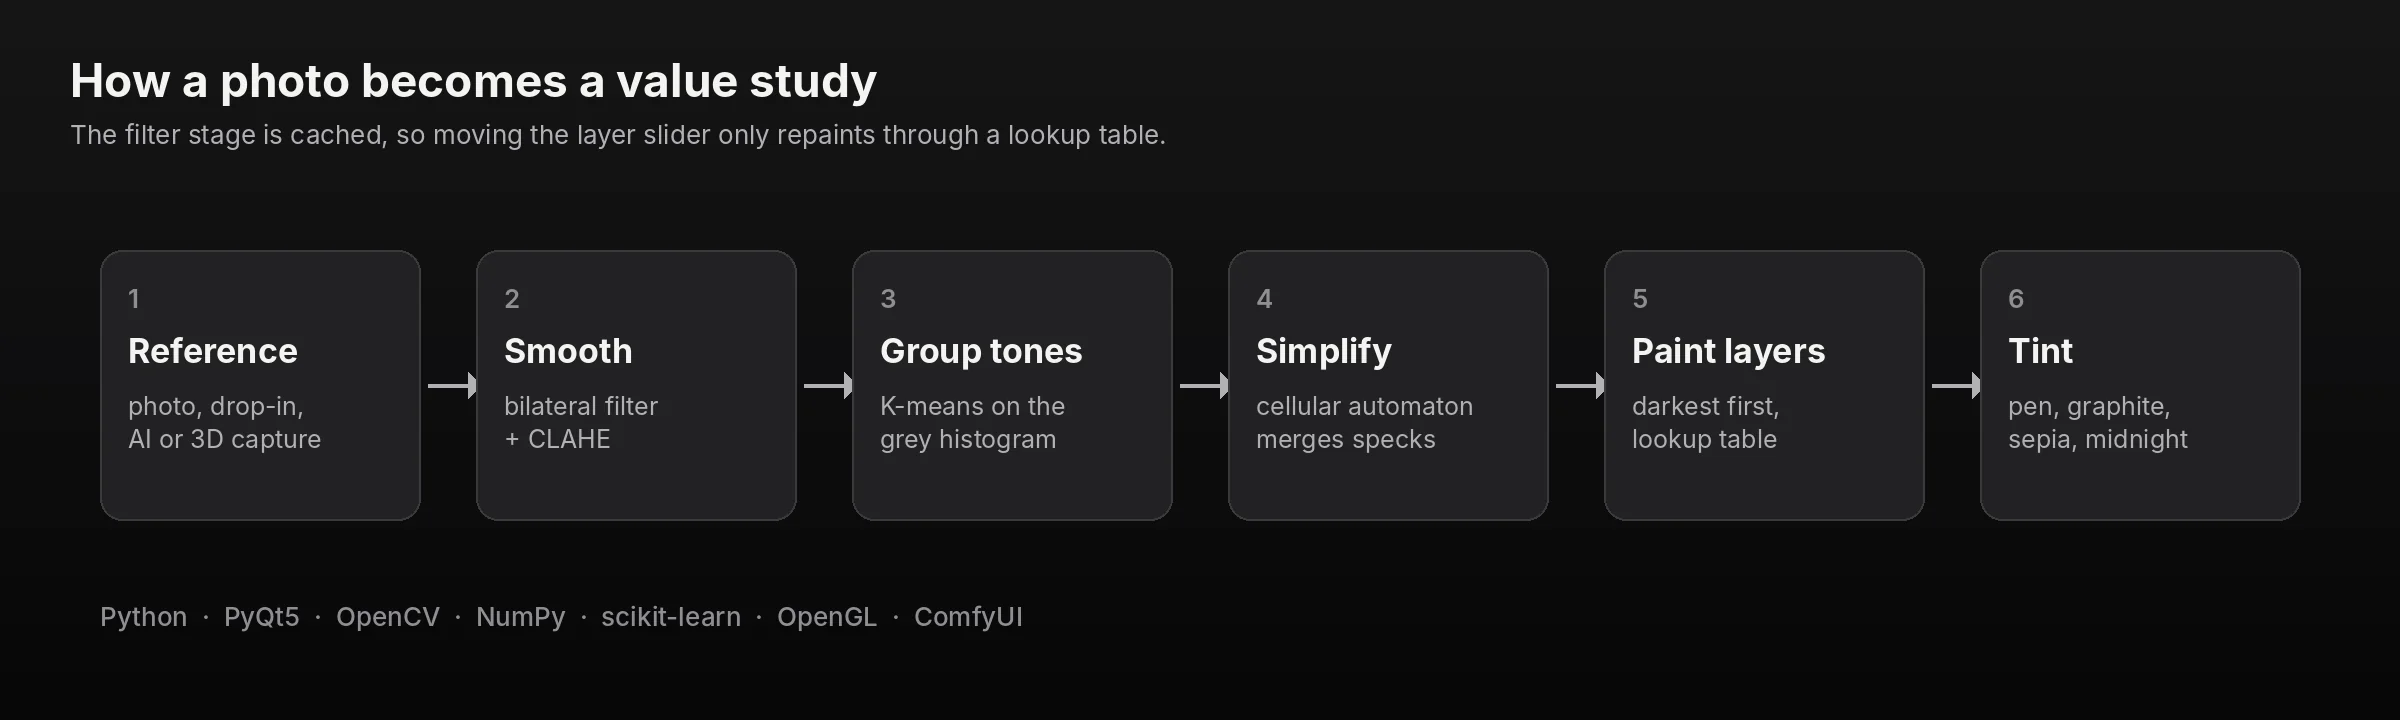 How a photo becomes a value study
The filter stage is cached, so moving the layer slider only repaints through a lookup table.
1
Reference
photo, drop-in,
AI or 3D capture
2
Smooth
bilateral filter
+ CLAHE
3
Group tones
K-means on the
grey histogram
4
Simplify
cellular automaton
merges specks
5
Paint layers
darkest first,
lookup table
6
Tint
pen, graphite,
sepia, midnight
Python · PyQt5 · OpenCV · NumPy · scikit-learn · OpenGL · ComfyUI